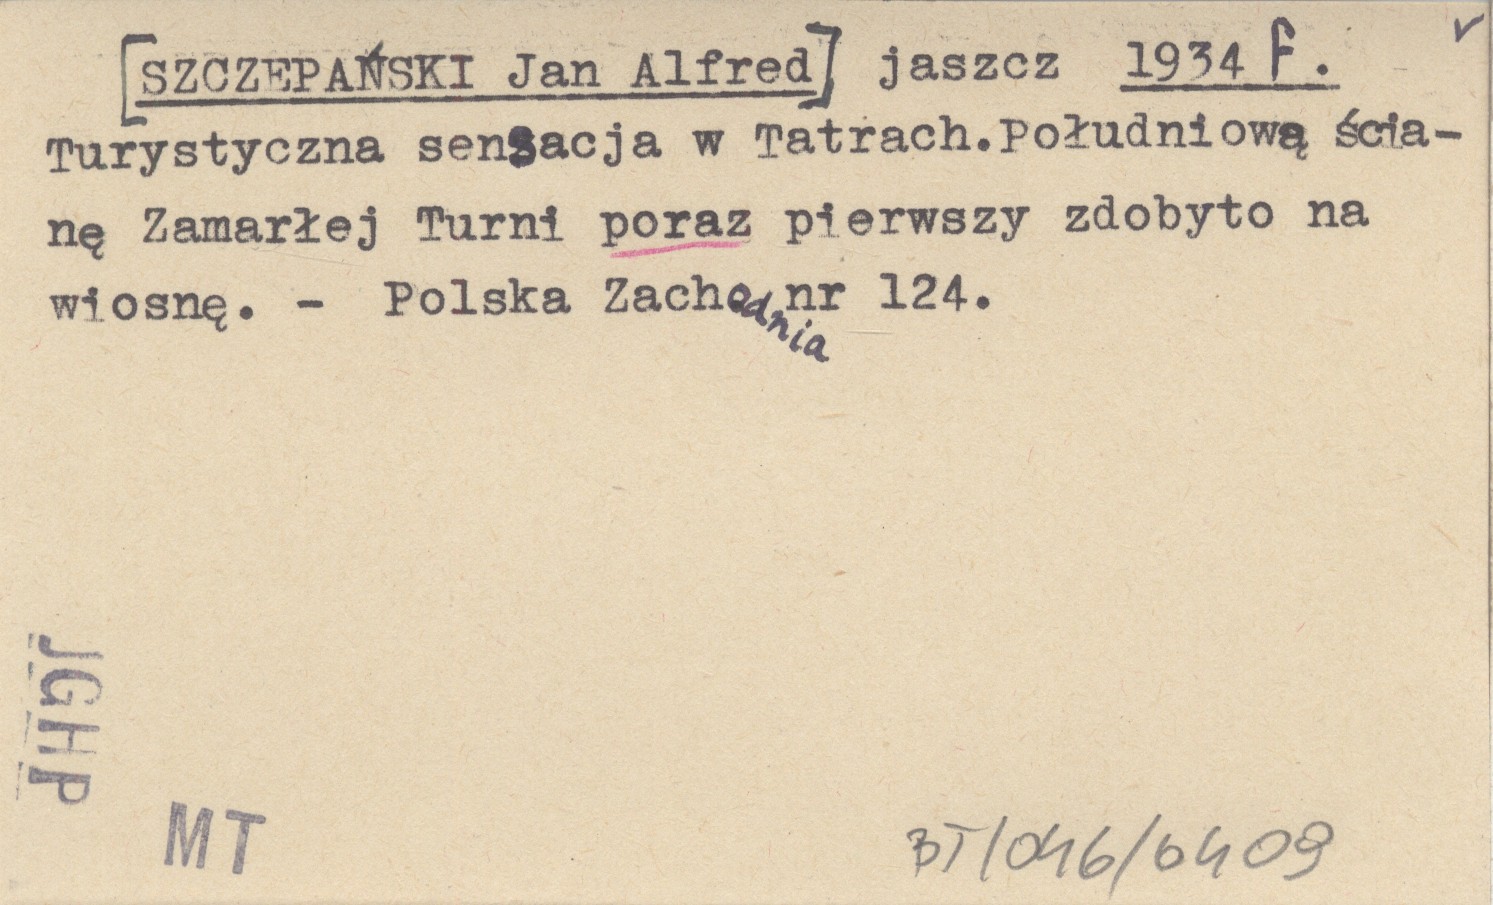 [SZCZEPAŃSKI Jan Alfred] jaszcz 1934 f.
Turystyczna sensacja w Tatrach.Południową ścia-
nę Zamarłej Turni poraz pierwszy zdobyto na
wiosnę. - Polska Zachodnia nr 124.
JGHP
MT
BT/046/0409